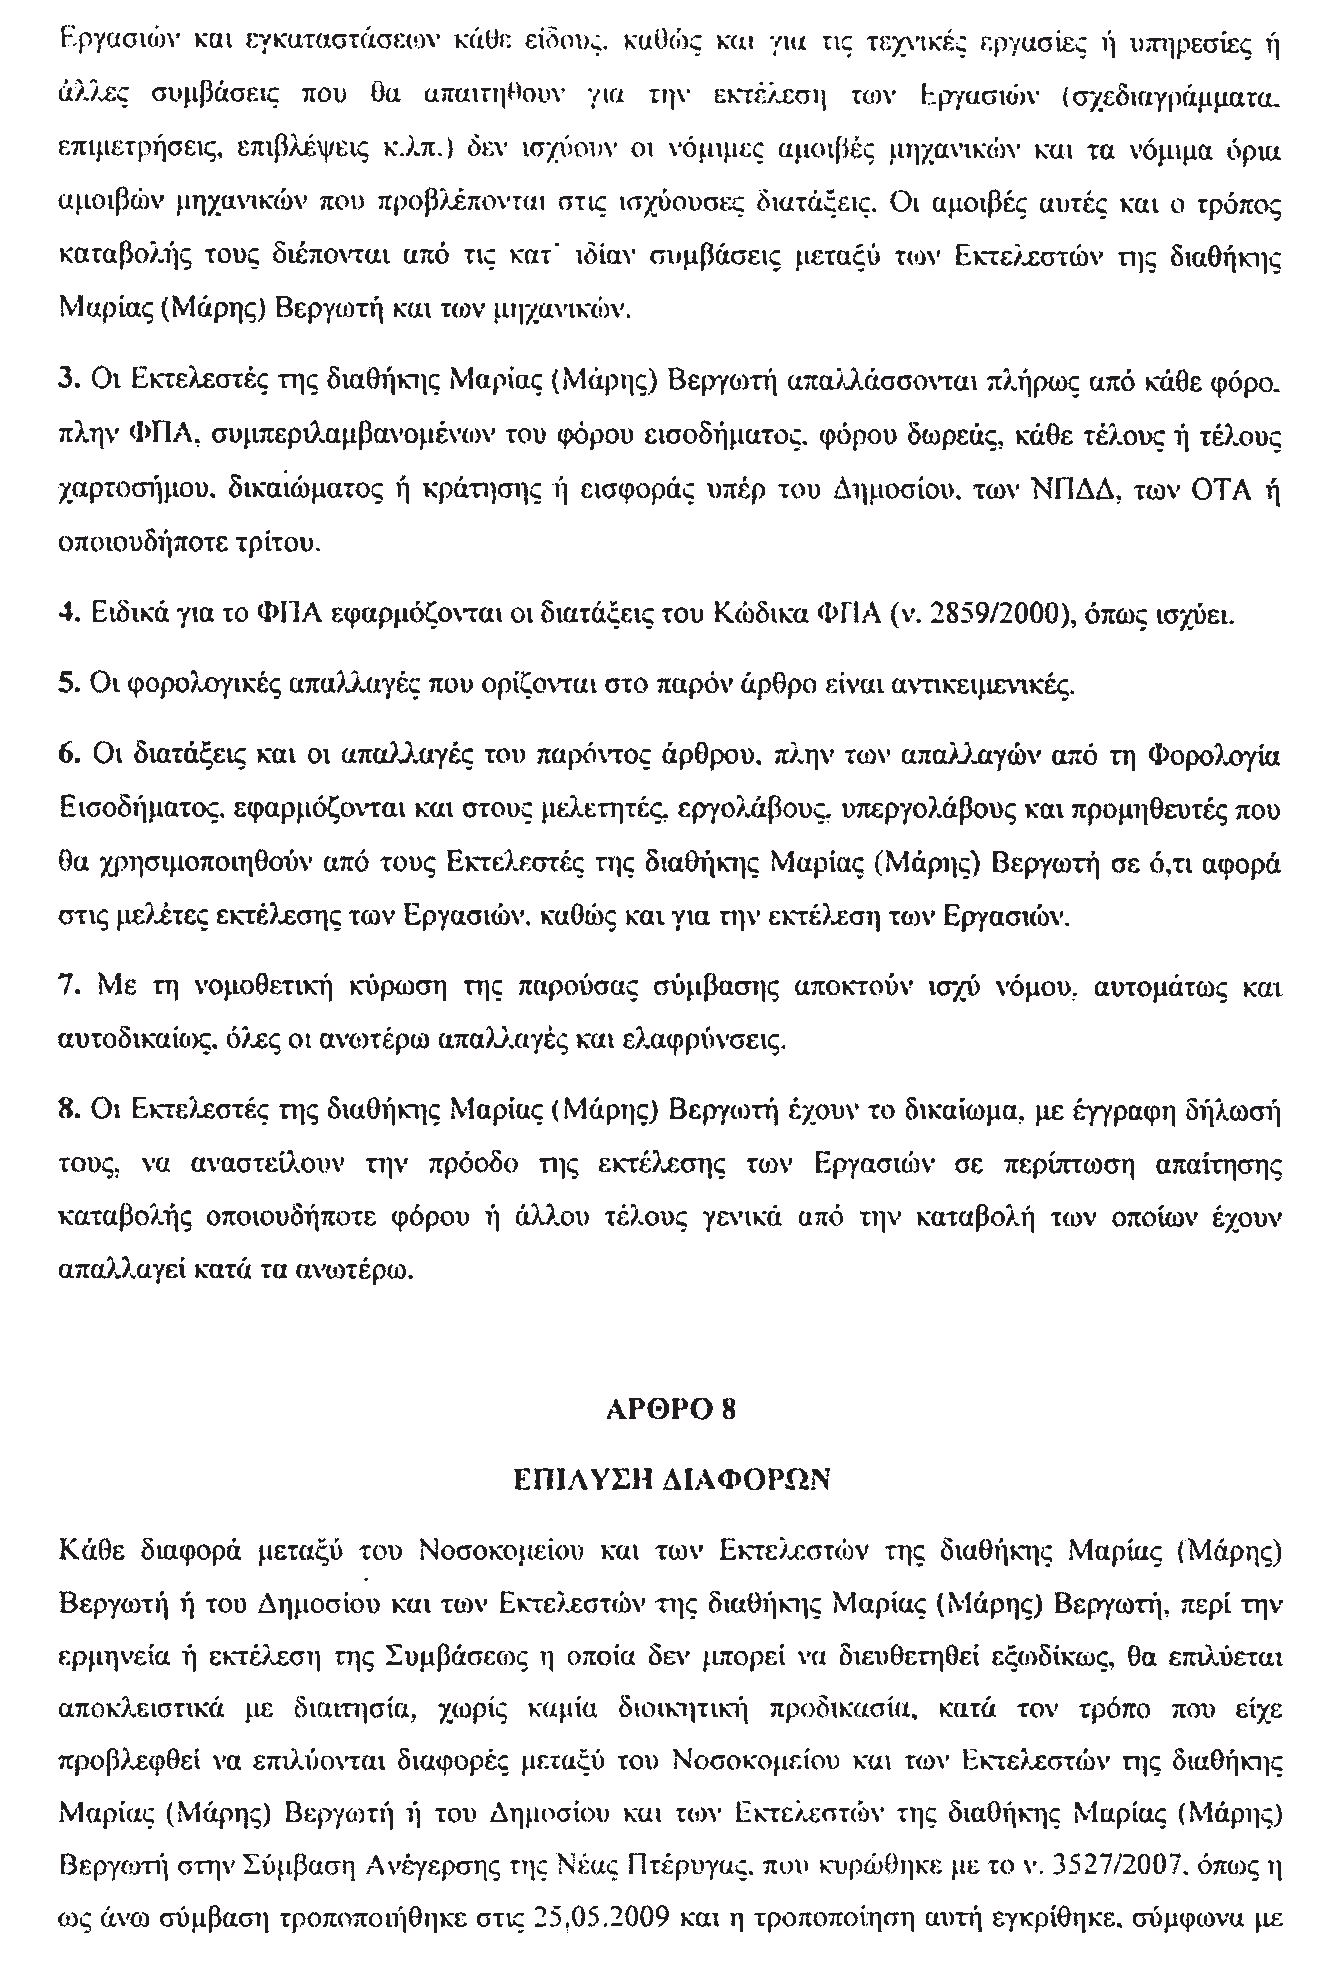 Εργασιών και εγκαταστάσεων κάθε είδους, καθώς και για τις τεχνικές εργασίες ή υπηρεσίες ή
άλλες συμβάσεις που θα απαιτηθουν για την εκτέλεση των Εργασιών (σχεδιαγράμματα,
επιμετρήσεις, επιβλέψεις κ.λπ.) δεν ισχύουν οι νόμιμες αμοιβές μηχανικών και τα νόμιμα όρια
αμοιβών μηχανικών που προβλέπονται στις ισχύουσες διατάξεις. Οι αμοιβές αυτές και ο τρόπος
καταβολής τους διέπονται από τις κατ' ιδίαν συμβάσεις μεταξύ των Εκτελεστών της διαθήκης
Μαρίας (Μάρης) Βεργωτή και των μηχανικών.
3. Οι Εκτελεστές της διαθήκης Μαρίας (Μάρης) Βεργωτή απαλλάσσονται πλήρως από κάθε φόρο,
πλην ΦΠΑ, συμπεριλαμβανομένων του φόρου εισοδήματος, φόρου δωρεάς, κάθε τέλους ή τέλους
χαρτοσήμου, δικαιώματος ή κράτησης ή εισφοράς υπέρ του Δημοσίου, των ΝΠΔΔ, των ΟΤΑ ή
οποιουδήποτε τρίτου.
4. Ειδικά για το ΦΠΑ εφαρμόζονται οι διατάξεις του Κώδικα ΦΠΑ (ν. 2859/2000), όπως ισχύει.
5. Οι φορολογικές απαλλαγές που ορίζονται στο παρόν άρθρο είναι αντικειμενικές.
6. Οι διατάξεις και οι απαλλαγές του παρόντος άρθρου, πλην των απαλλαγών από τη Φορολογία
Εισοδήματος, εφαρμόζονται και στους μελετητές, εργολάβους, υπεργολάβους και προμηθευτές που
θα χρησιμοποιηθούν από τους Εκτελεστές της διαθήκης Μαρίας (Μάρης) Βεργωτή σε ό,τι αφορά
στις μελέτες εκτέλεσης των Εργασιών, καθώς και για την εκτέλεση των Εργασιών.
7. Με τη νομοθετική κύρωση της παρούσας σύμβασης αποκτούν ισχύ νόμου, αυτομάτως και
αυτοδικαίως, όλες οι ανωτέρω απαλλαγές και ελαφρύνσεις.
8. Οι Εκτελεστές της διαθήκης Μαρίας (Μάρης) Βεργωτή έχουν το δικαίωμα, με έγγραφη δήλωσή
τους, να αναστείλουν την πρόοδο της εκτέλεσης των Εργασιών σε περίπτωση απαίτησης
καταβολής οποιουδήποτε φόρου ή άλλου τέλους γενικά από την καταβολή των οποίων έχουν
απαλλαγεί κατά τα ανωτέρω.
ΑΡΘΡΟ 8
ΕΠΙΛΥΣΗ ΔΙΑΦΟΡΩΝ
Κάθε διαφορά μεταξύ του Νοσοκομείου και των Εκτελεστών της διαθήκης Μαρίας (Μάρης)
Βεργωτή ή του Δημοσίου και των Εκτελεστών της διαθήκης Μαρίας (Μάρης) Βεργωτή, περί την
ερμηνεία ή εκτέλεση της Συμβάσεως η οποία δεν μπορεί να διευθετηθεί εξωδίκως, θα επιλύεται
αποκλειστικά με διαιτησία, χωρίς καμία διοικητική προδικασία, κατά τον τρόπο που είχε
προβλεφθεί να επιλύονται διαφορές μεταξύ του Νοσοκομείου και των Εκτελεστών της διαθήκης
Μαρίας (Μάρης) Βεργωτή ή του Δημοσίου και των Εκτελεστών της διαθήκης Μαρίας (Μάρης)
Βεργωτή στην Σύμβαση Ανέγερσης της Νέας Πτέρυγας, που κυρώθηκε με το ν. 3527/2007, όπως η
ως άνω σύμβαση τροποποιήθηκε στις 25.05.2009 και η τροποποίηση αυτή εγκρίθηκε, σύμφωνα με